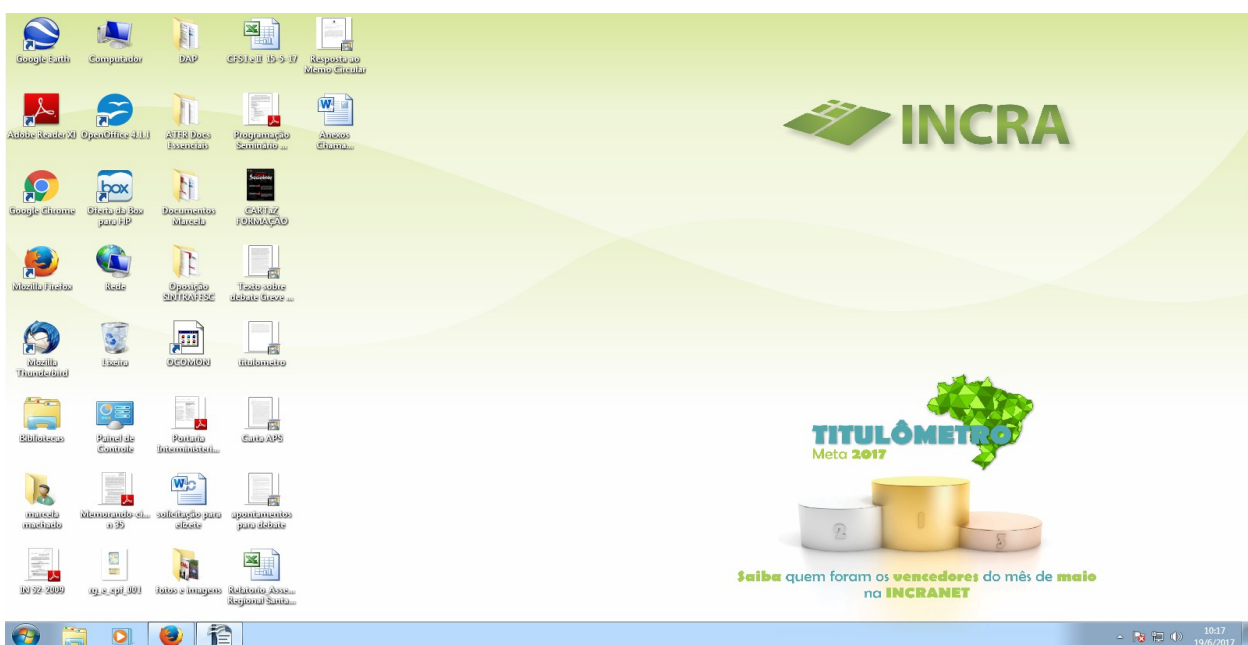 Google Earth
Computador
DAP
CFS I e II 15-5-17
Resposta ao
Memo Circular
Adobe Reader XI
OpenOffice 4.1.1
ATER Docs
Essenciais
Programação
Seminário ...
Anexos
Chama...
Google Chrome
box
Oferta da Box
para HP
Documentos
Marcela
CARTAZ
FORMAÇÃO
Mozilla Firefox
Rede
Oposição
SINTRAFESC
Texto sobre
debate Greve ...
Mozilla
Thunderbird
Lixeira
OCOMON
titulometro
Bibliotecas
Painel de
Controle
Portaria
Interministeri...
Carta APS
marcela
machado
Memorando-ci...
n 35
solicitação para
elzete
apontamentos
para debate
IN 52-2009
rg_e_cpf_001
fotos e imagens
Relatorio_Asse...
Regional Santa...
INCRA
TITULÔMETRO
Meta 2017
2
1
3
Saiba quem foram os vencedores do mês de maio
na INCRANET
10:17
19/6/2017